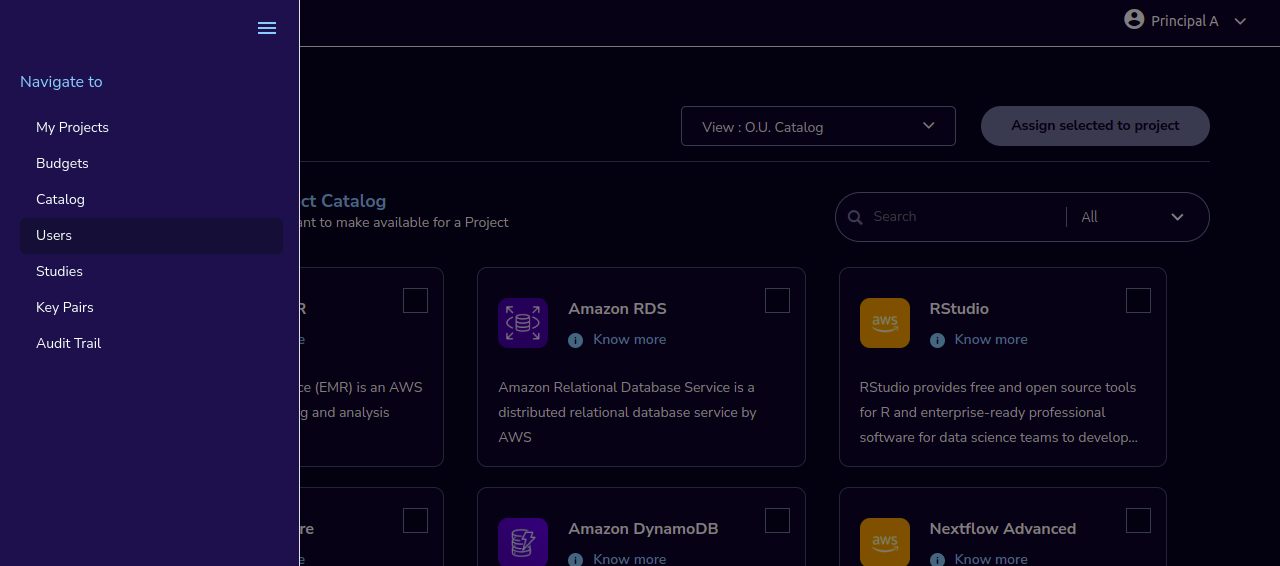 Principal A
Navigate to
My Projects
Budgets
Catalog
Users
Studies
Key Pairs
Audit Trail
View : O.U. Catalog
Assign selected to project
ct Catalog
ant to make available for a Project
Search
All
R
e
ce (EMR) is an AWS
g and analysis
Amazon RDS
i Know more
Amazon Relational Database Service is a
distributed relational database service by
AWS
RStudio
aws
i Know more
RStudio provides free and open source tools
for R and enterprise-ready professional
software for data science teams to develop...
re
e
Amazon DynamoDB
i Know more
Nextflow Advanced
aws
i Know more